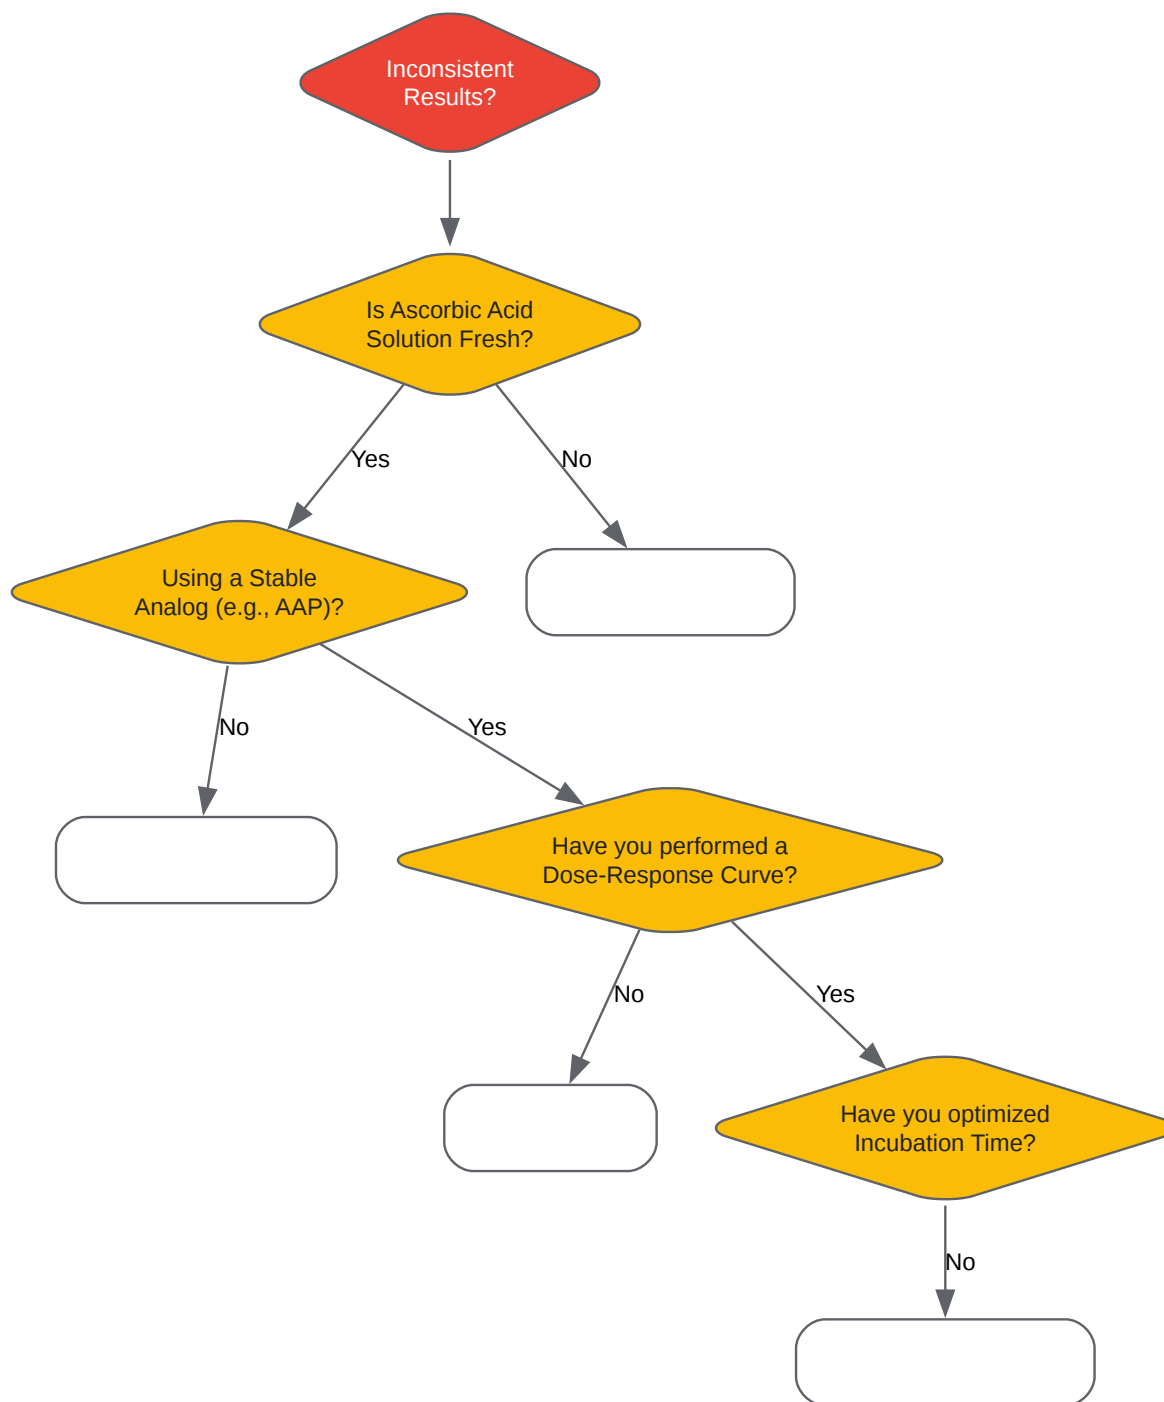 Inconsistent
Results?
Is Ascorbic Acid
Solution Fresh?
Yes
No
Using a Stable
Analog (e.g., AAP)?
No
Yes
Have you performed a
Dose-Response Curve?
No
Yes
Have you optimized
Incubation Time?
No